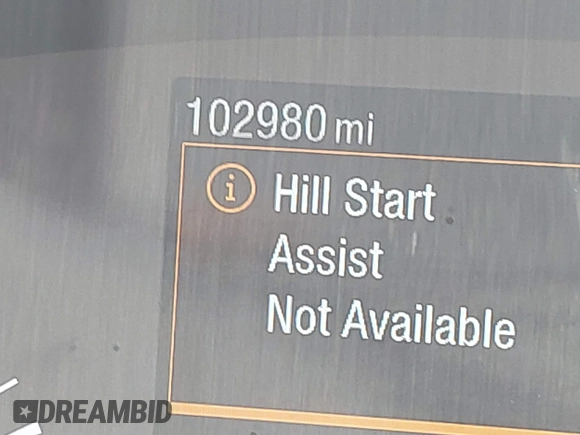 102980 mi
Hill Start
Assist
Not Available
DREAMBID